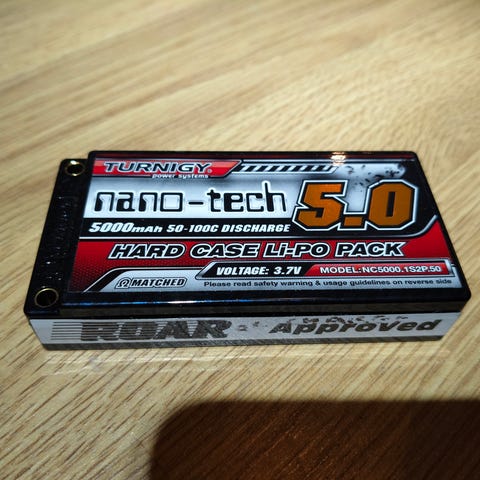 TURNIGY
power systems
nano-tech 5.0
5000mAh 50-100C DISCHARGE
HARD CASE Li-PO PACK
VOLTAGE: 3.7V MODEL:NC5000.1S2P.50
Ω MATCHED
Please read safety warning & usage guidelines on reverse side
ROAR Approved